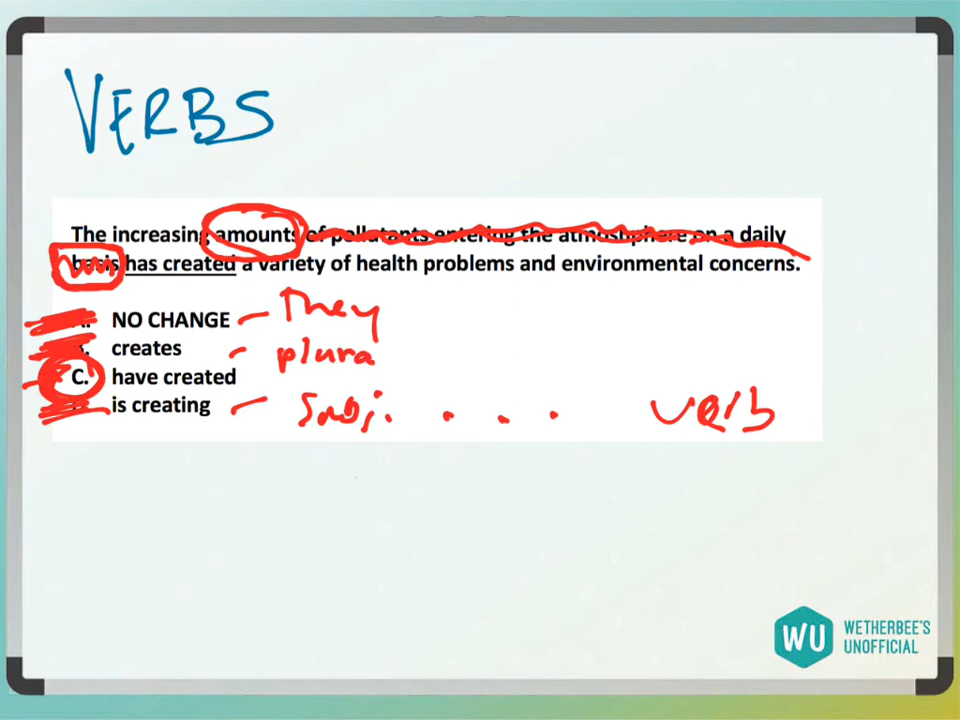 VERBS
The increasing amounts of pollutants entering the atmosphere on a daily
basis has created a variety of health problems and environmental concerns.
A. NO CHANGE – They
B. creates – plura
C. have created
is creating – Subj. . . . verb
WU WETHERBEE'S
UNOFFICIAL